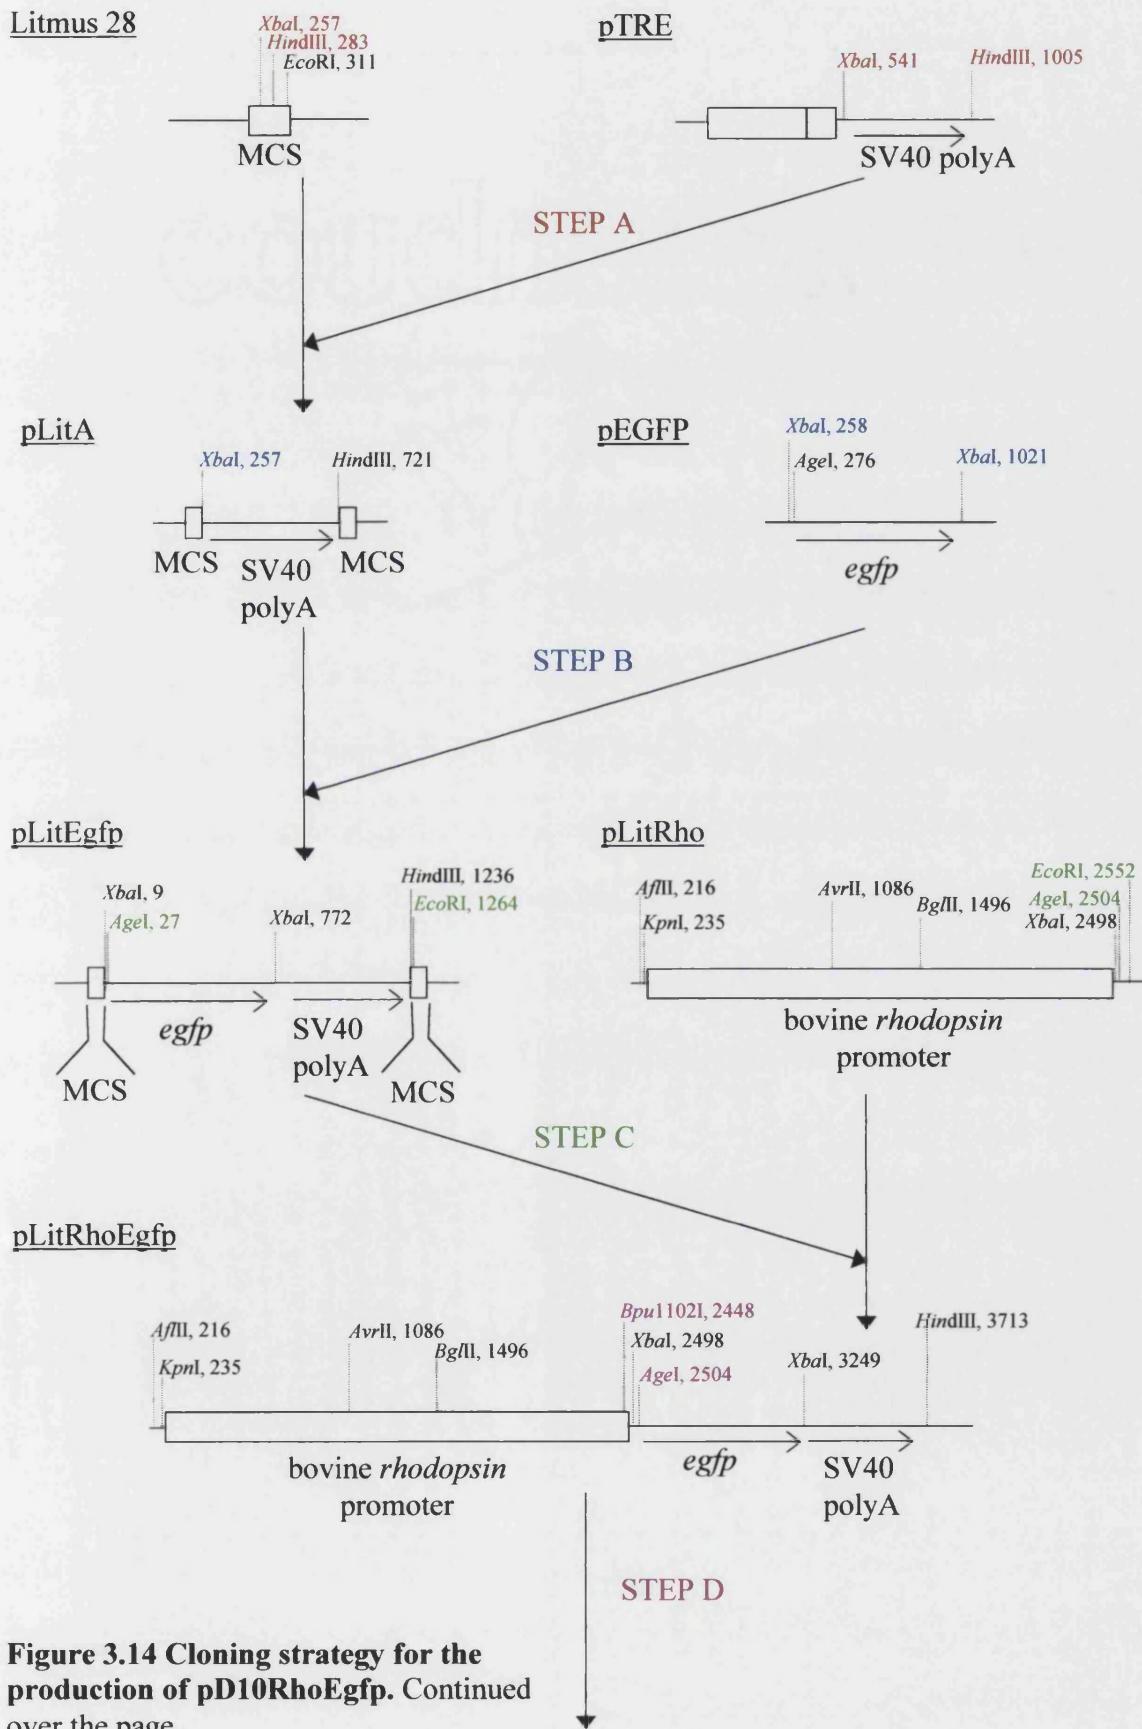 Litmus 28
XbaI, 257
HindIII, 283
EcoRI, 311
MCS
pTRE
XbaI, 541
HindIII, 1005
SV40 polyA
STEP A
pLitA
XbaI, 257
HindIII, 721
MCS
SV40
polyA
MCS
pEGFP
XbaI, 258
AgeI, 276
XbaI, 1021
egfp
STEP B
pLitEgfp
XbaI, 9
AgeI, 27
XbaI, 772
HindIII, 1236
EcoRI, 1264
egfp
SV40
polyA
MCS
MCS
pLitRho
AflII, 216
KpnI, 235
AvrII, 1086
BglII, 1496
EcoRI, 2552
AgeI, 2504
XbaI, 2498
bovine rhodopsin
promoter
STEP C
pLitRhoEgfp
AflII, 216
KpnI, 235
AvrII, 1086
BglII, 1496
Bpu1102I, 2448
XbaI, 2498
AgeI, 2504
XbaI, 3249
HindIII, 3713
bovine rhodopsin
promoter
egfp
SV40
polyA
STEP D
Figure 3.14 Cloning strategy for the
production of pD10RhoEgfp. Continued
over the page